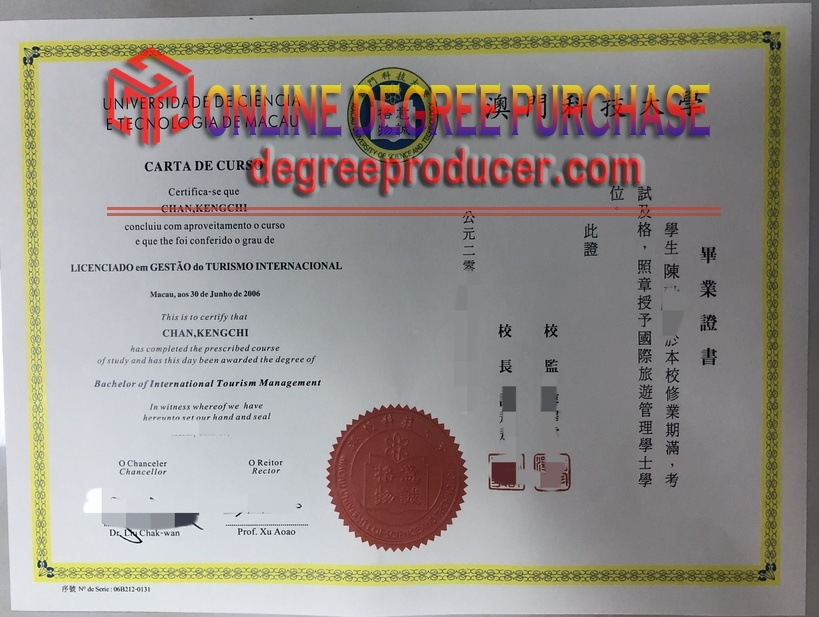 ONLINE DEGREE PURCHASE
degreeproducer.com
UNIVERSIDADE DE CIÊNCIA
E TECNOLOGIA DE MACAU
澳門科技大學
CARTA DE CURSO
Certifica-se que
CHAN,KENGCHI
concluiu com aproveitamento o curso
e que the foi conferido o grau de
LICENCIADO em GESTÃO do TURISMO INTERNACIONAL
Macau, aos 30 de Junho de 2006
This is to certify that
CHAN,KENGCHI
has completed the prescribed course
of study and has this day been awarded the degree of
Bachelor of International Tourism Management
In witness whereof we have
hereunto set our hand and seal
O Chanceler
Chancellor
O Reitor
Rector
Dr. Liu Chak-wan
Prof. Xu Aoao
序號 Nº de Serie : 06B212-0131
畢業證書
學生陳 於本校修業期滿，考
試及格，照章授予國際旅遊管理學士學
位。
此證
校監
校長
公元二零